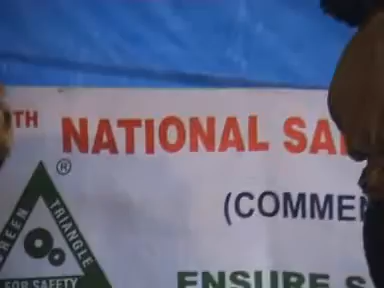 TH NATIONAL SA
®
GREEN TRIANGLE
FOR SAFETY
(COMME
ENSURE S